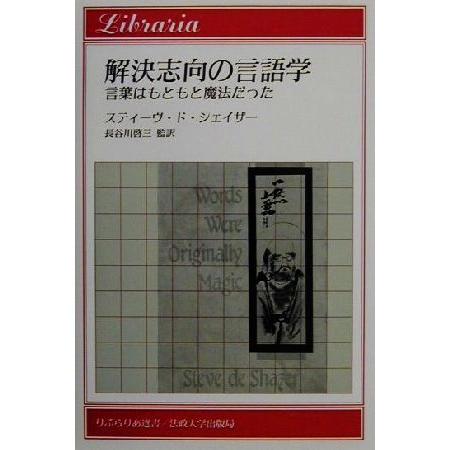 Libraria
解決志向の言語学
言葉はもともと魔法だった
スティーヴ・ド・シェイザー
長谷川啓三 監訳
Words
Were
Originally
Magic
Steve de Shazer
りぶらりあ選書／法政大学出版局